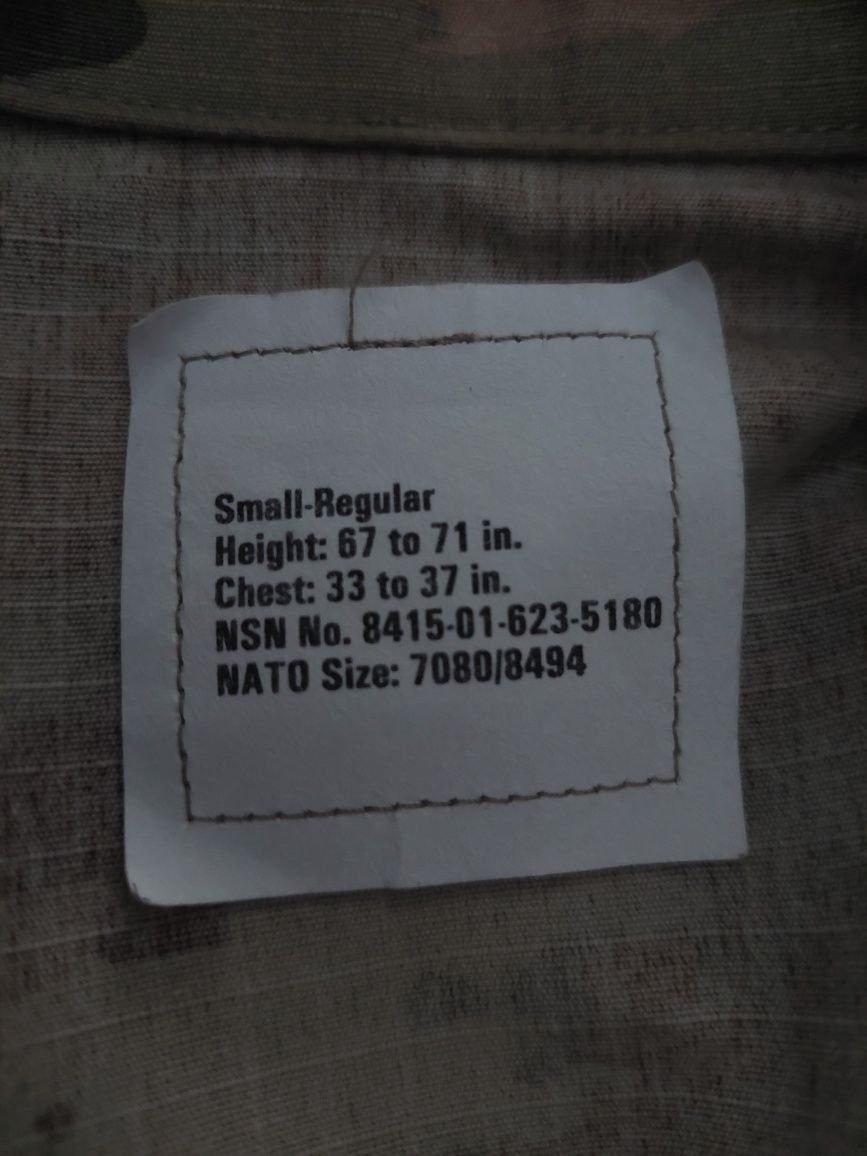 Small-Regular
Height: 67 to 71 in.
Chest: 33 to 37 in.
NSN No. 8415-01-623-5180
NATO Size: 7080/8494